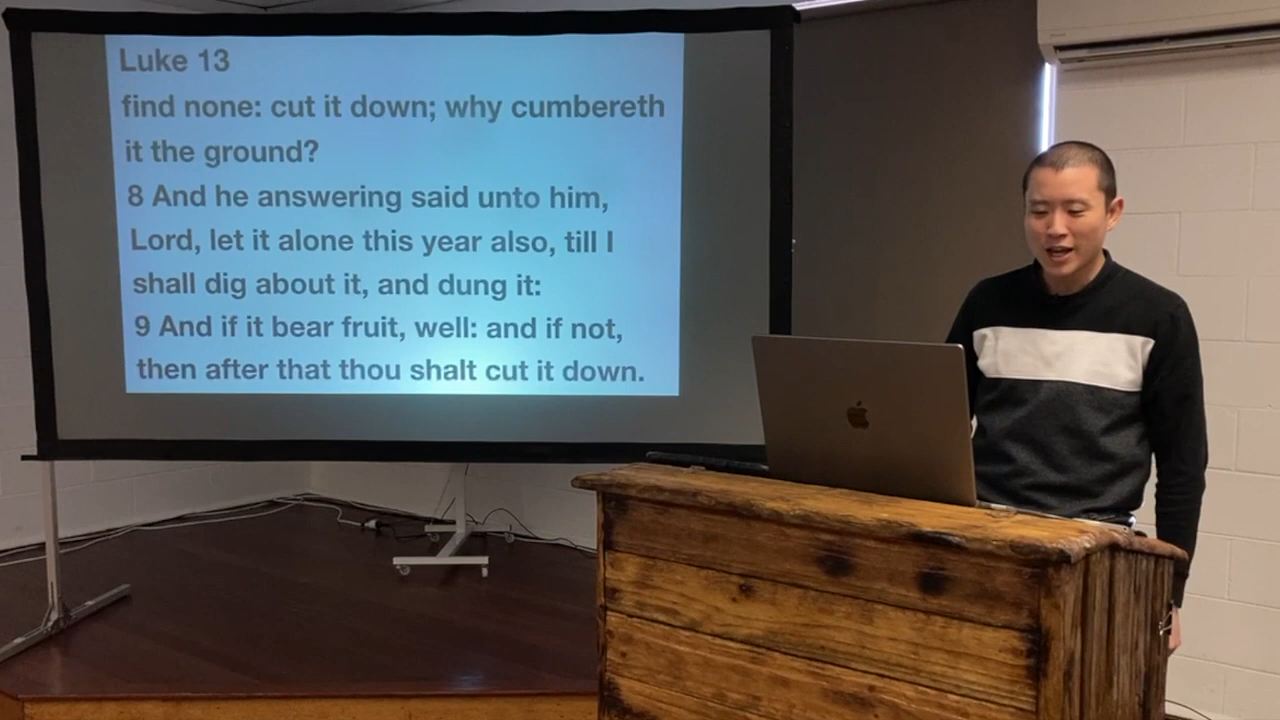 Luke 13
find none: cut it down; why cumbereth
it the ground?
8 And he answering said unto him,
Lord, let it alone this year also, till I
shall dig about it, and dung it:
9 And if it bear fruit, well: and if not,
then after that thou shalt cut it down.